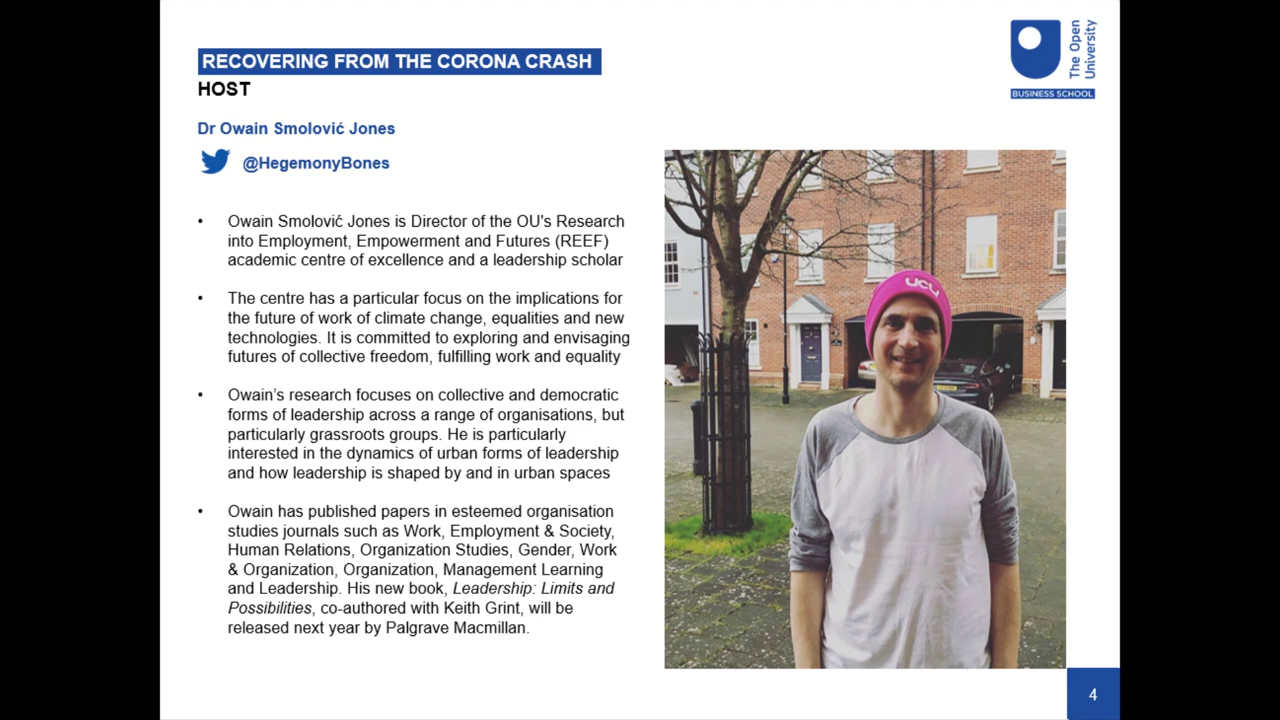 RECOVERING FROM THE CORONA CRASH
HOST
The Open
University
BUSINESS SCHOOL
Dr Owain Smolović Jones
@HegemonyBones
• Owain Smolović Jones is Director of the OU's Research
into Employment, Empowerment and Futures (REEF)
academic centre of excellence and a leadership scholar
• The centre has a particular focus on the implications for
the future of work of climate change, equalities and new
technologies. It is committed to exploring and envisaging
futures of collective freedom, fulfilling work and equality
• Owain’s research focuses on collective and democratic
forms of leadership across a range of organisations, but
particularly grassroots groups. He is particularly
interested in the dynamics of urban forms of leadership
and how leadership is shaped by and in urban spaces
• Owain has published papers in esteemed organisation
studies journals such as Work, Employment & Society,
Human Relations, Organization Studies, Gender, Work
& Organization, Organization, Management Learning
and Leadership. His new book, Leadership: Limits and
Possibilities, co-authored with Keith Grint, will be
released next year by Palgrave Macmillan.
ucu
4